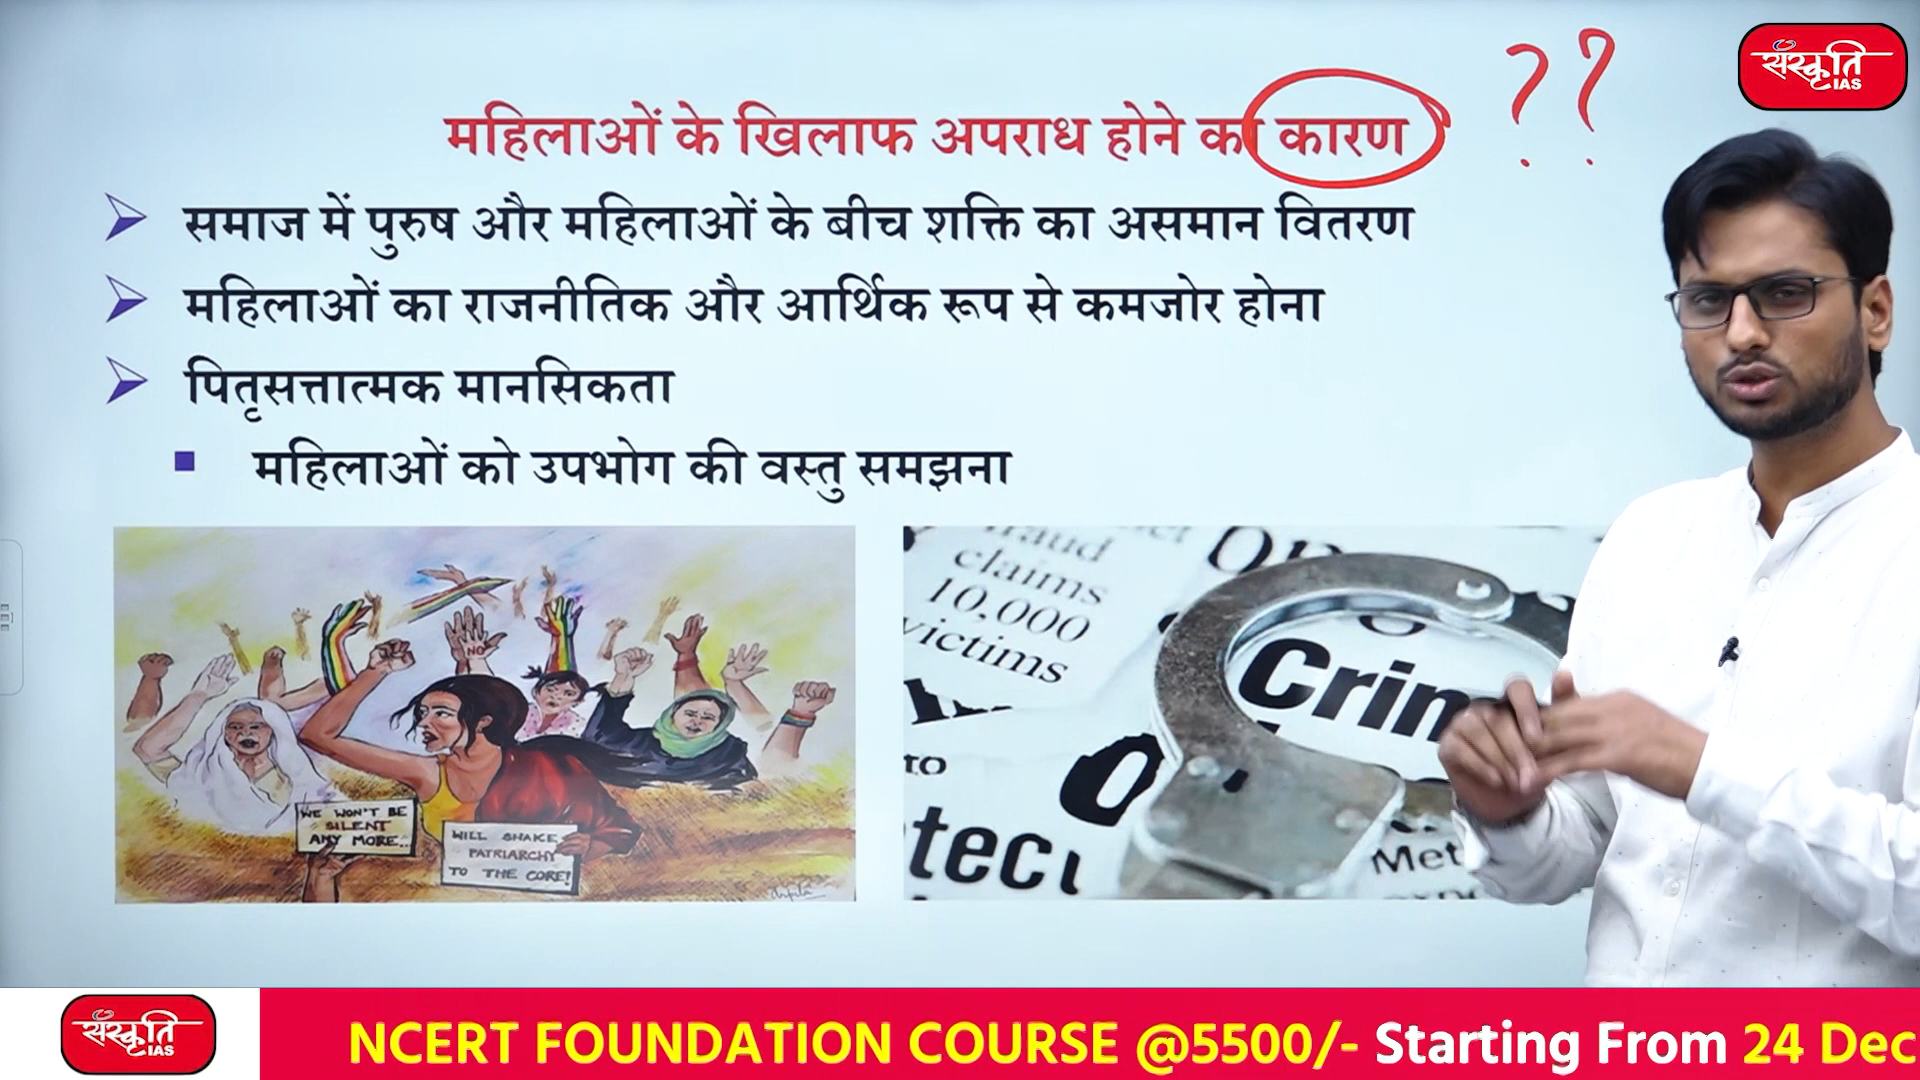 ??
संस्कृति
IAS
महिलाओं के खिलाफ अपराध होने का कारण
समाज में पुरुष और महिलाओं के बीच शक्ति का असमान वितरण
महिलाओं का राजनीतिक और आर्थिक रूप से कमजोर होना
पितृसत्तात्मक मानसिकता
महिलाओं को उपभोग की वस्तु समझना
NO
WE WON'T BE
SILENT
ANY MORE..
WILL SHAKE
PATRIARCHY
TO THE CORE!
claims
10,000
victims
to
Met
संस्कृति
IAS
NCERT FOUNDATION COURSE @5500/- Starting From 24 Dec